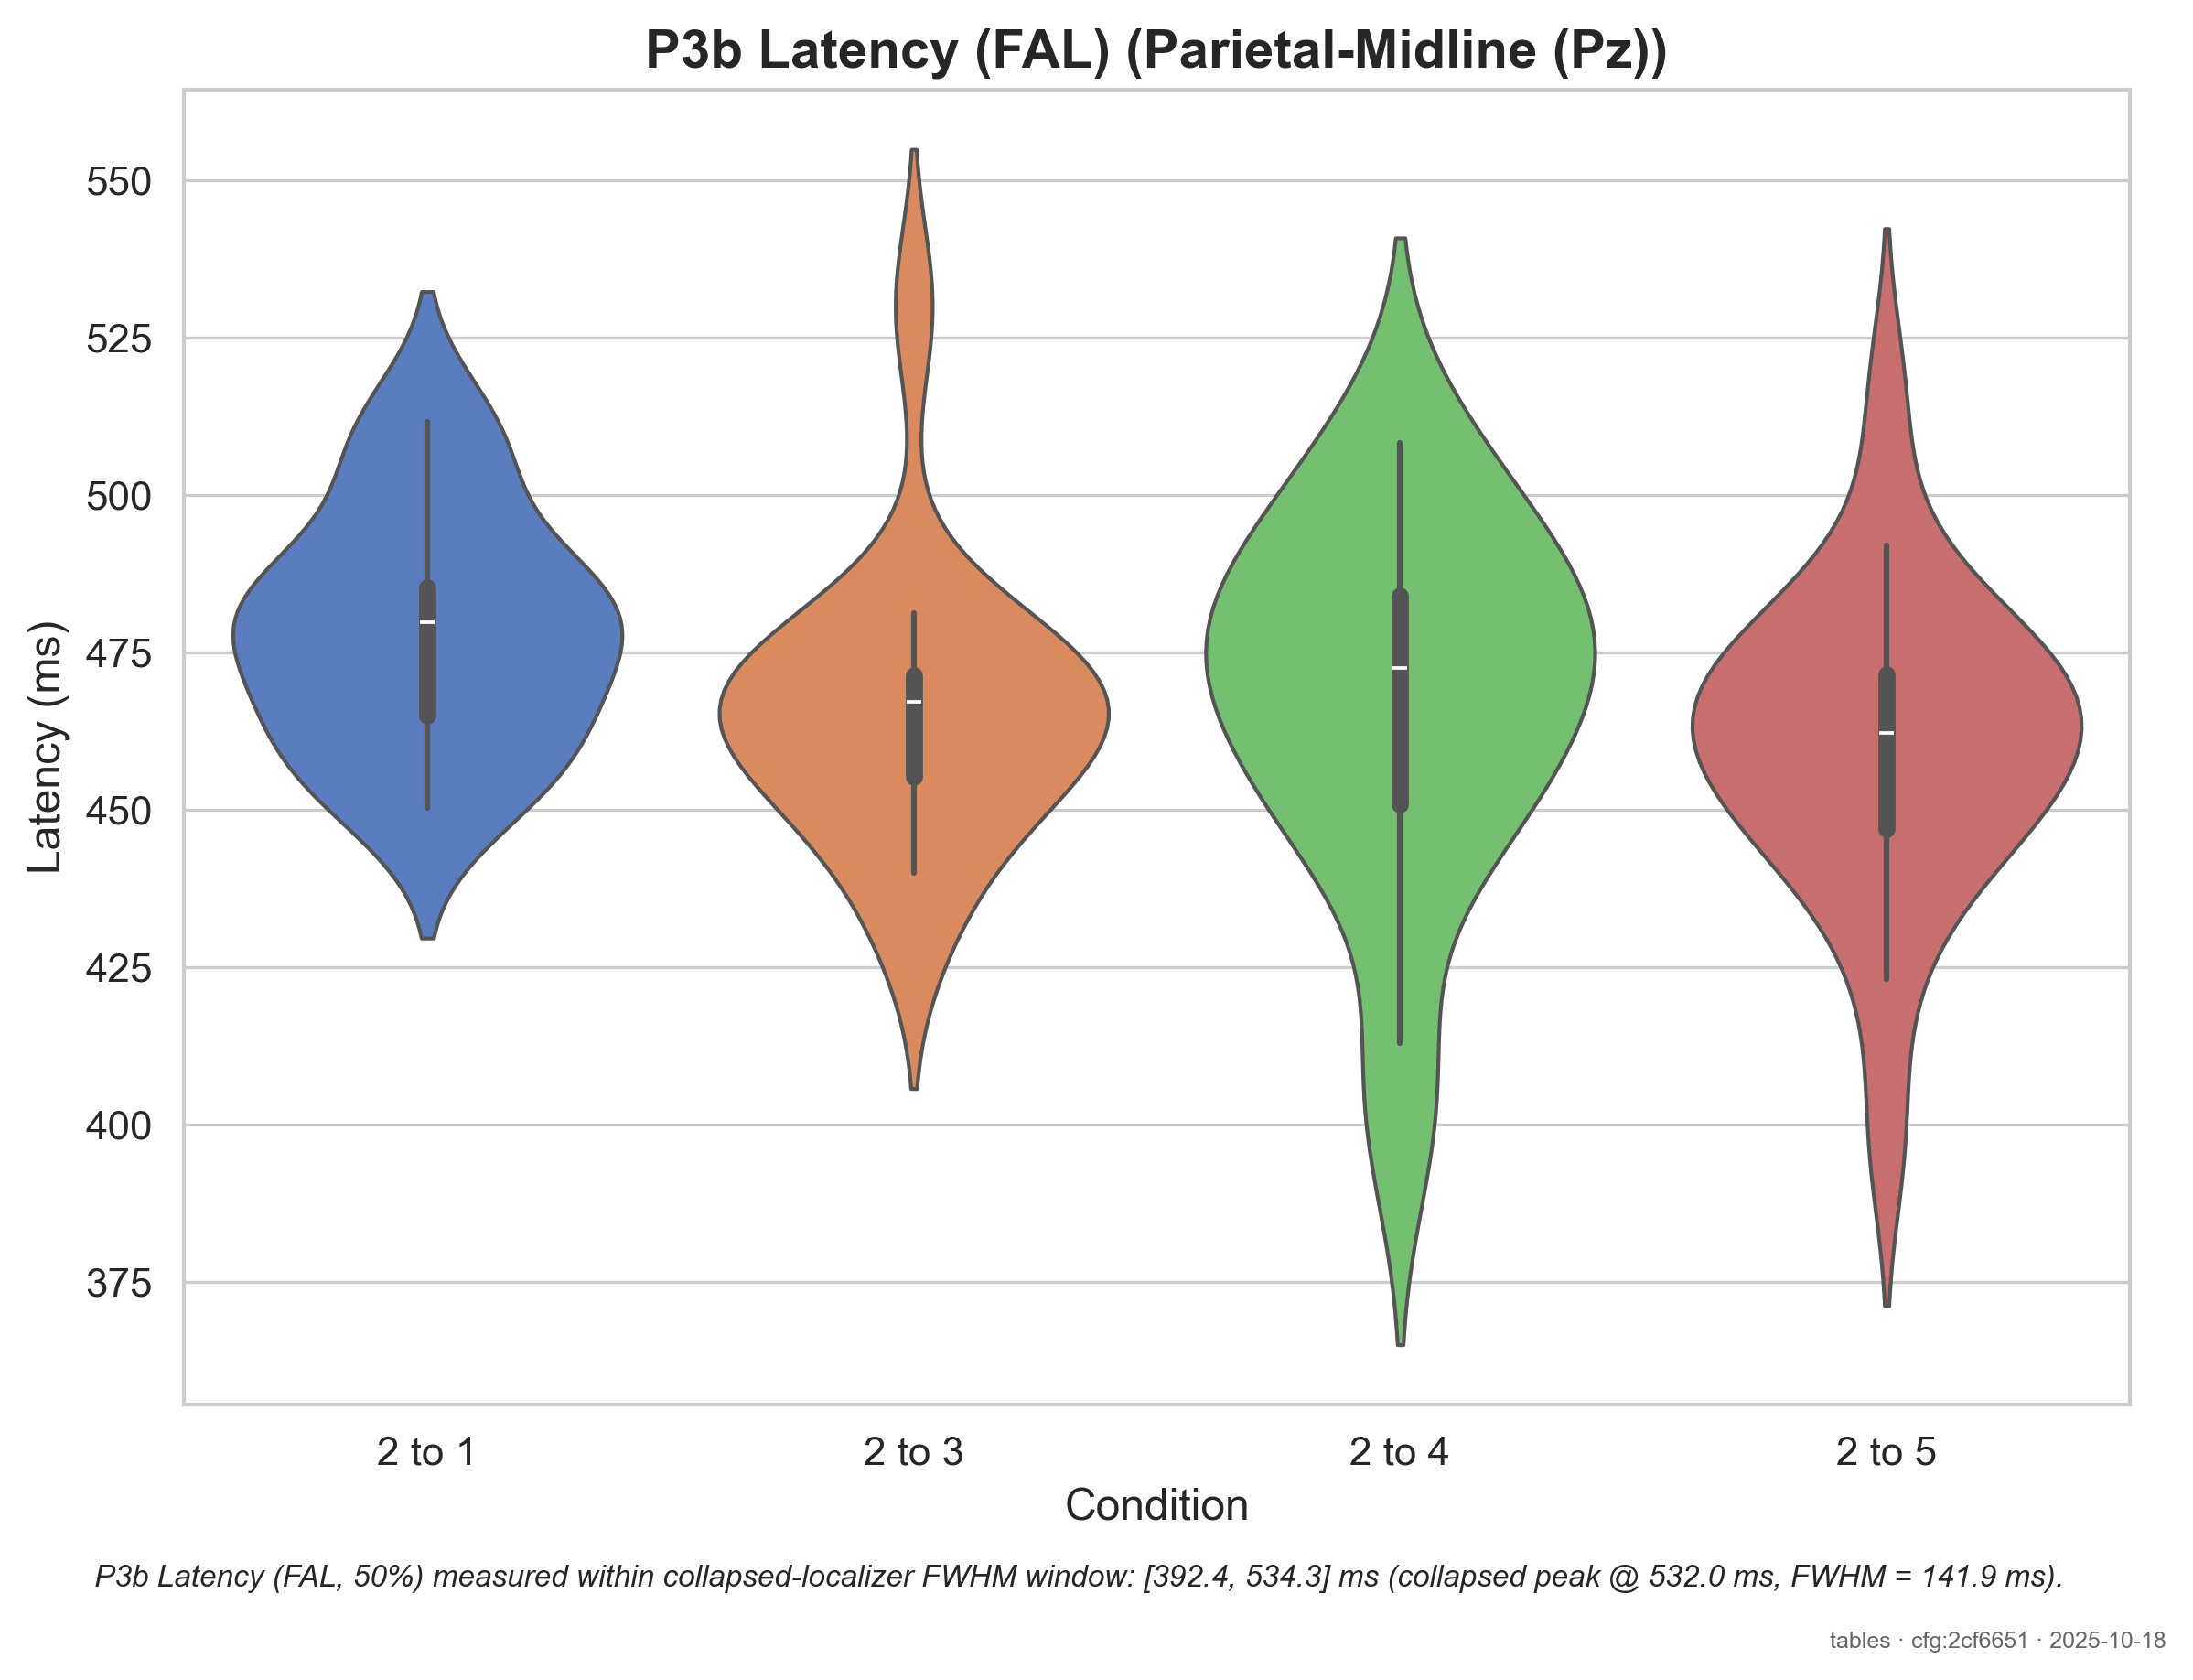 P3b Latency (FAL) (Parietal-Midline (Pz))
Latency (ms)
550
525
500
475
450
425
400
375
2 to 1
2 to 3
2 to 4
2 to 5
Condition
P3b Latency (FAL, 50%) measured within collapsed-localizer FWHM window: [392.4, 534.3] ms (collapsed peak @ 532.0 ms, FWHM = 141.9 ms).
tables · cfg:2cf6651 · 2025-10-18